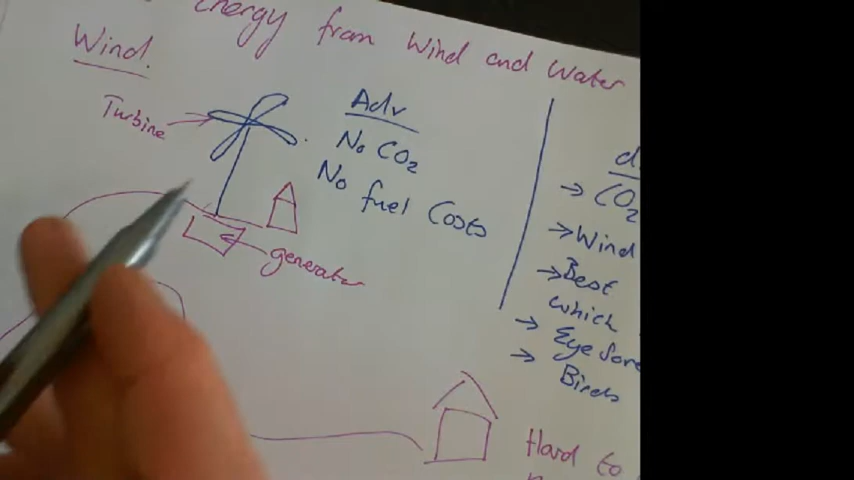 Energy from Wind and Water
Wind.
Turbine
Adv
No CO2
No fuel Costs
generator
d
→ CO2
→ Wind
→ Best
which
→ Eye Sore
→ Birds
Hard to